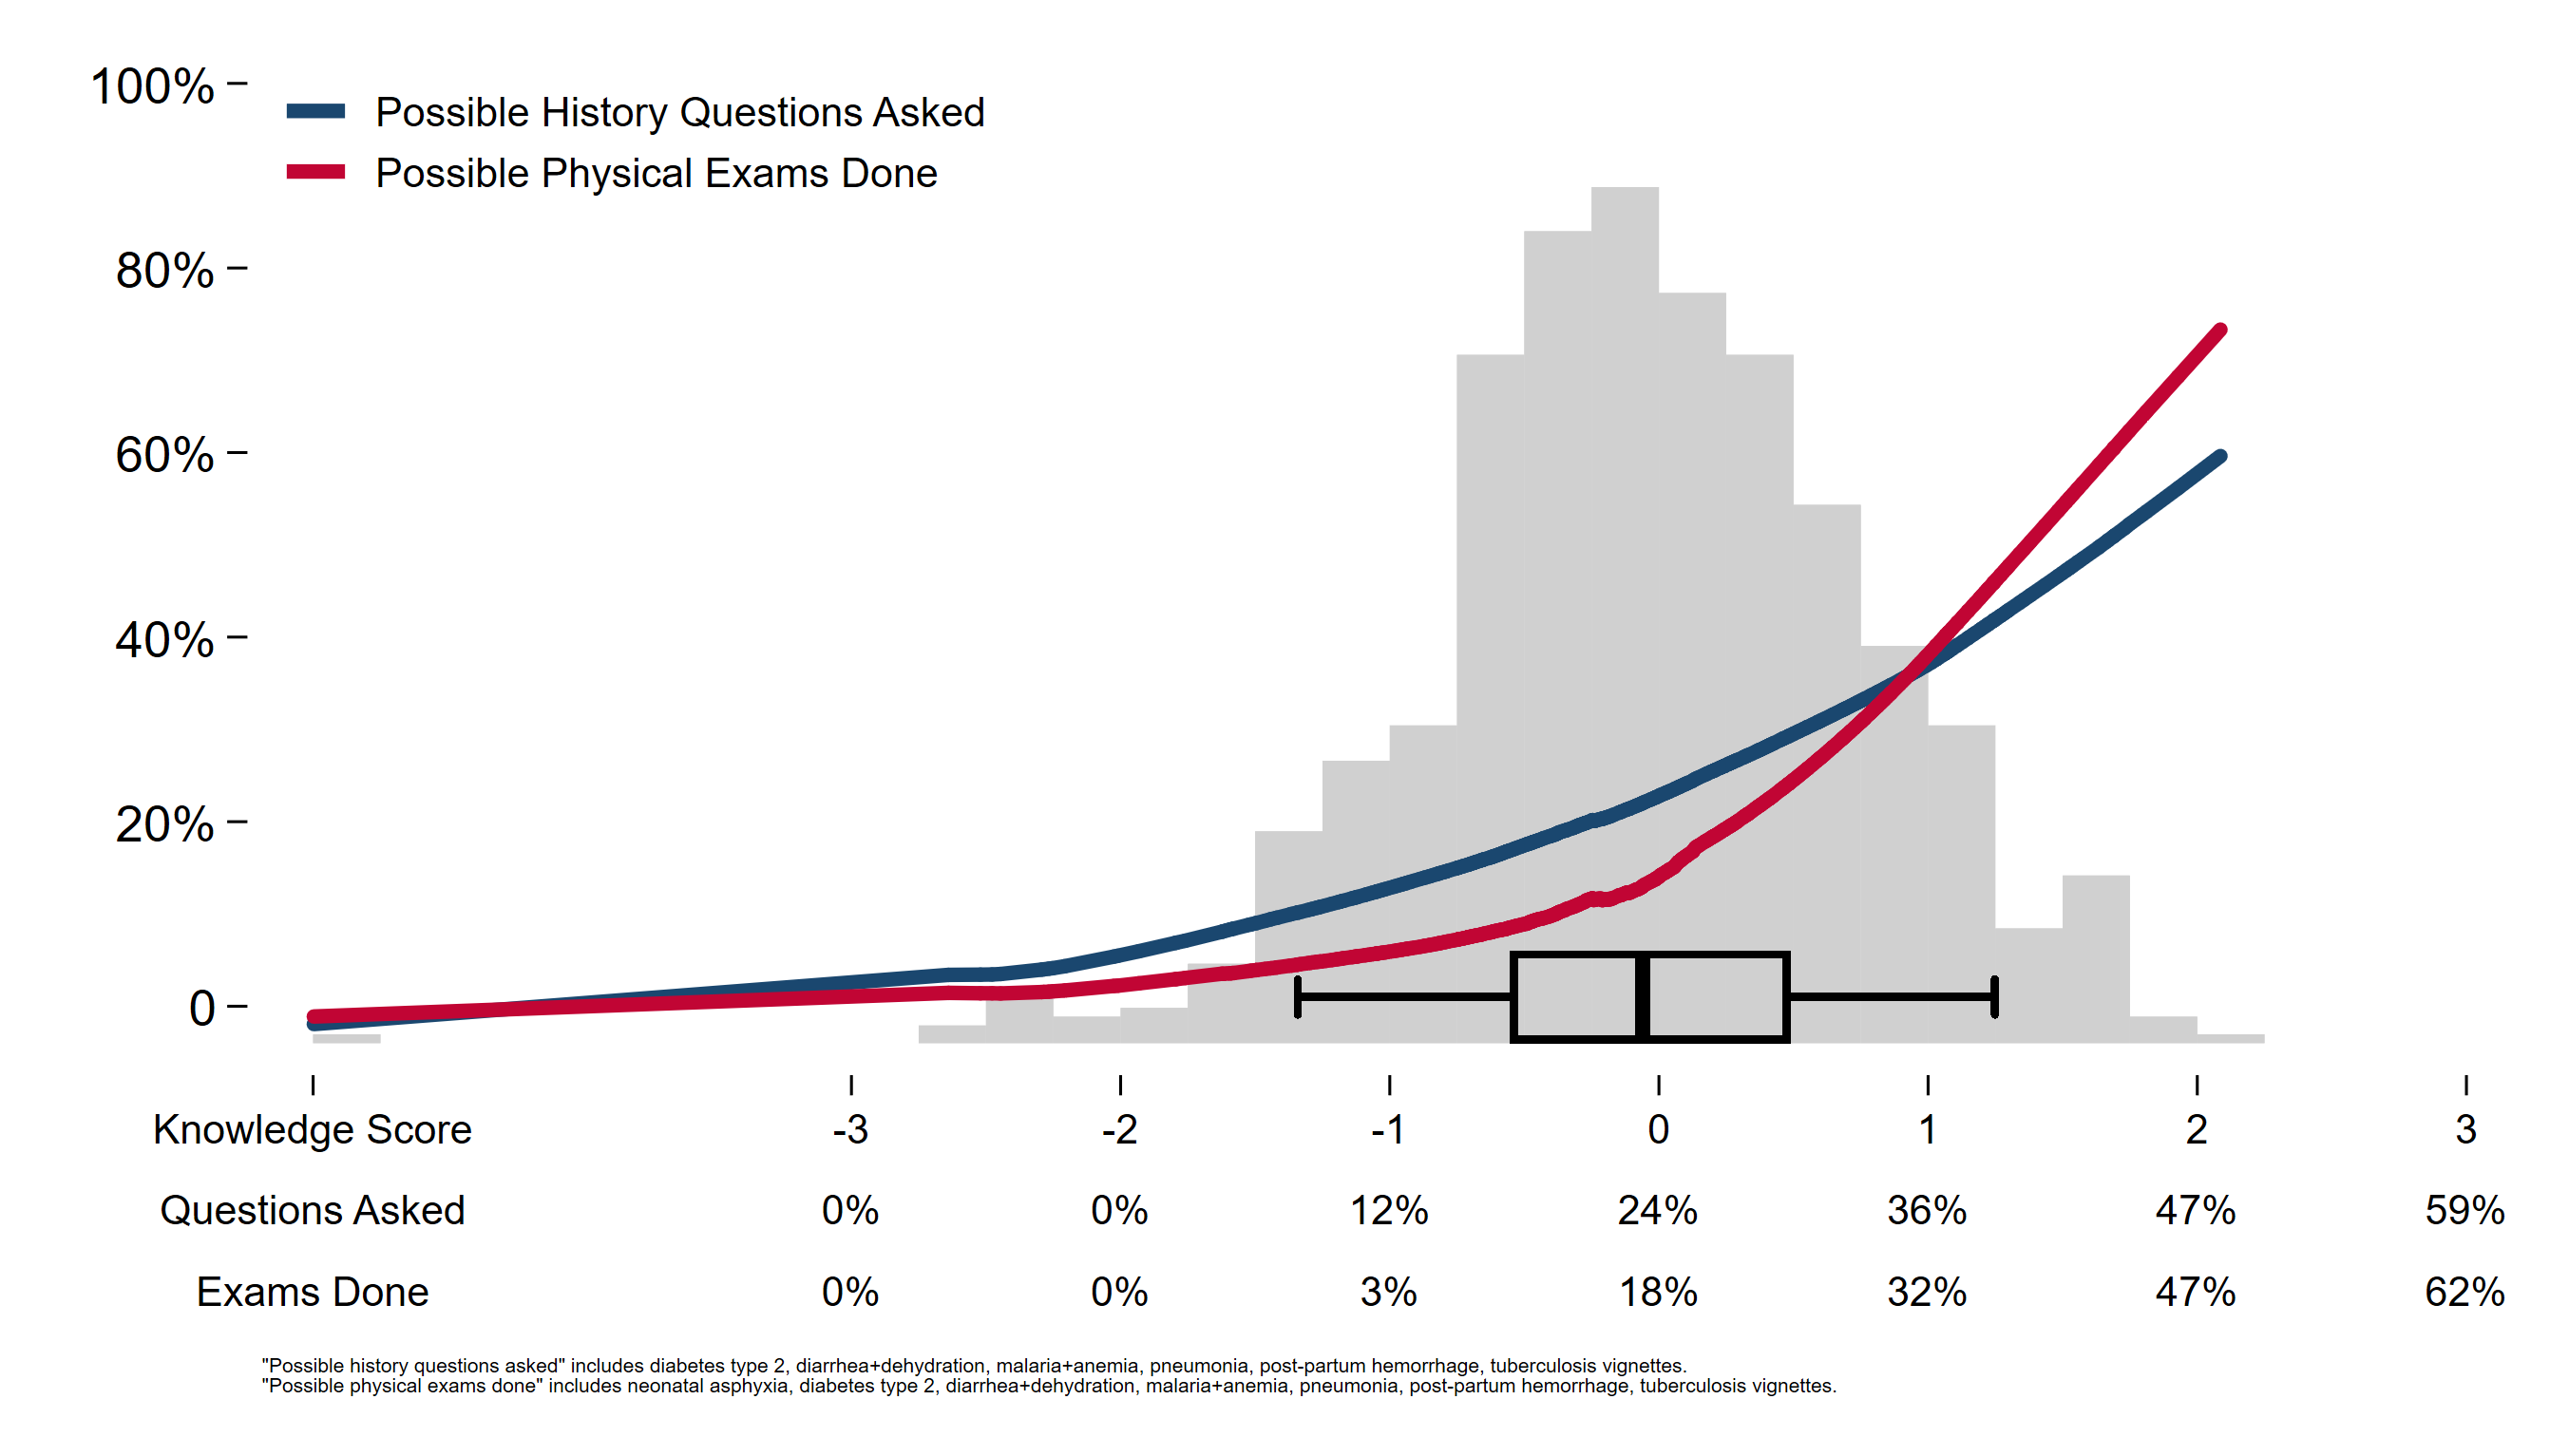 100%
Possible History Questions Asked
Possible Physical Exams Done
80%
60%
40%
20%
0
Knowledge Score -3 -2 -1 0 1 2 3
Questions Asked 0% 0% 12% 24% 36% 47% 59%
Exams Done 0% 0% 3% 18% 32% 47% 62%
"Possible history questions asked" includes diabetes type 2, diarrhea+dehydration, malaria+anemia, pneumonia, post-partum hemorrhage, tuberculosis vignettes.
"Possible physical exams done" includes neonatal asphyxia, diabetes type 2, diarrhea+dehydration, malaria+anemia, pneumonia, post-partum hemorrhage, tuberculosis vignettes.